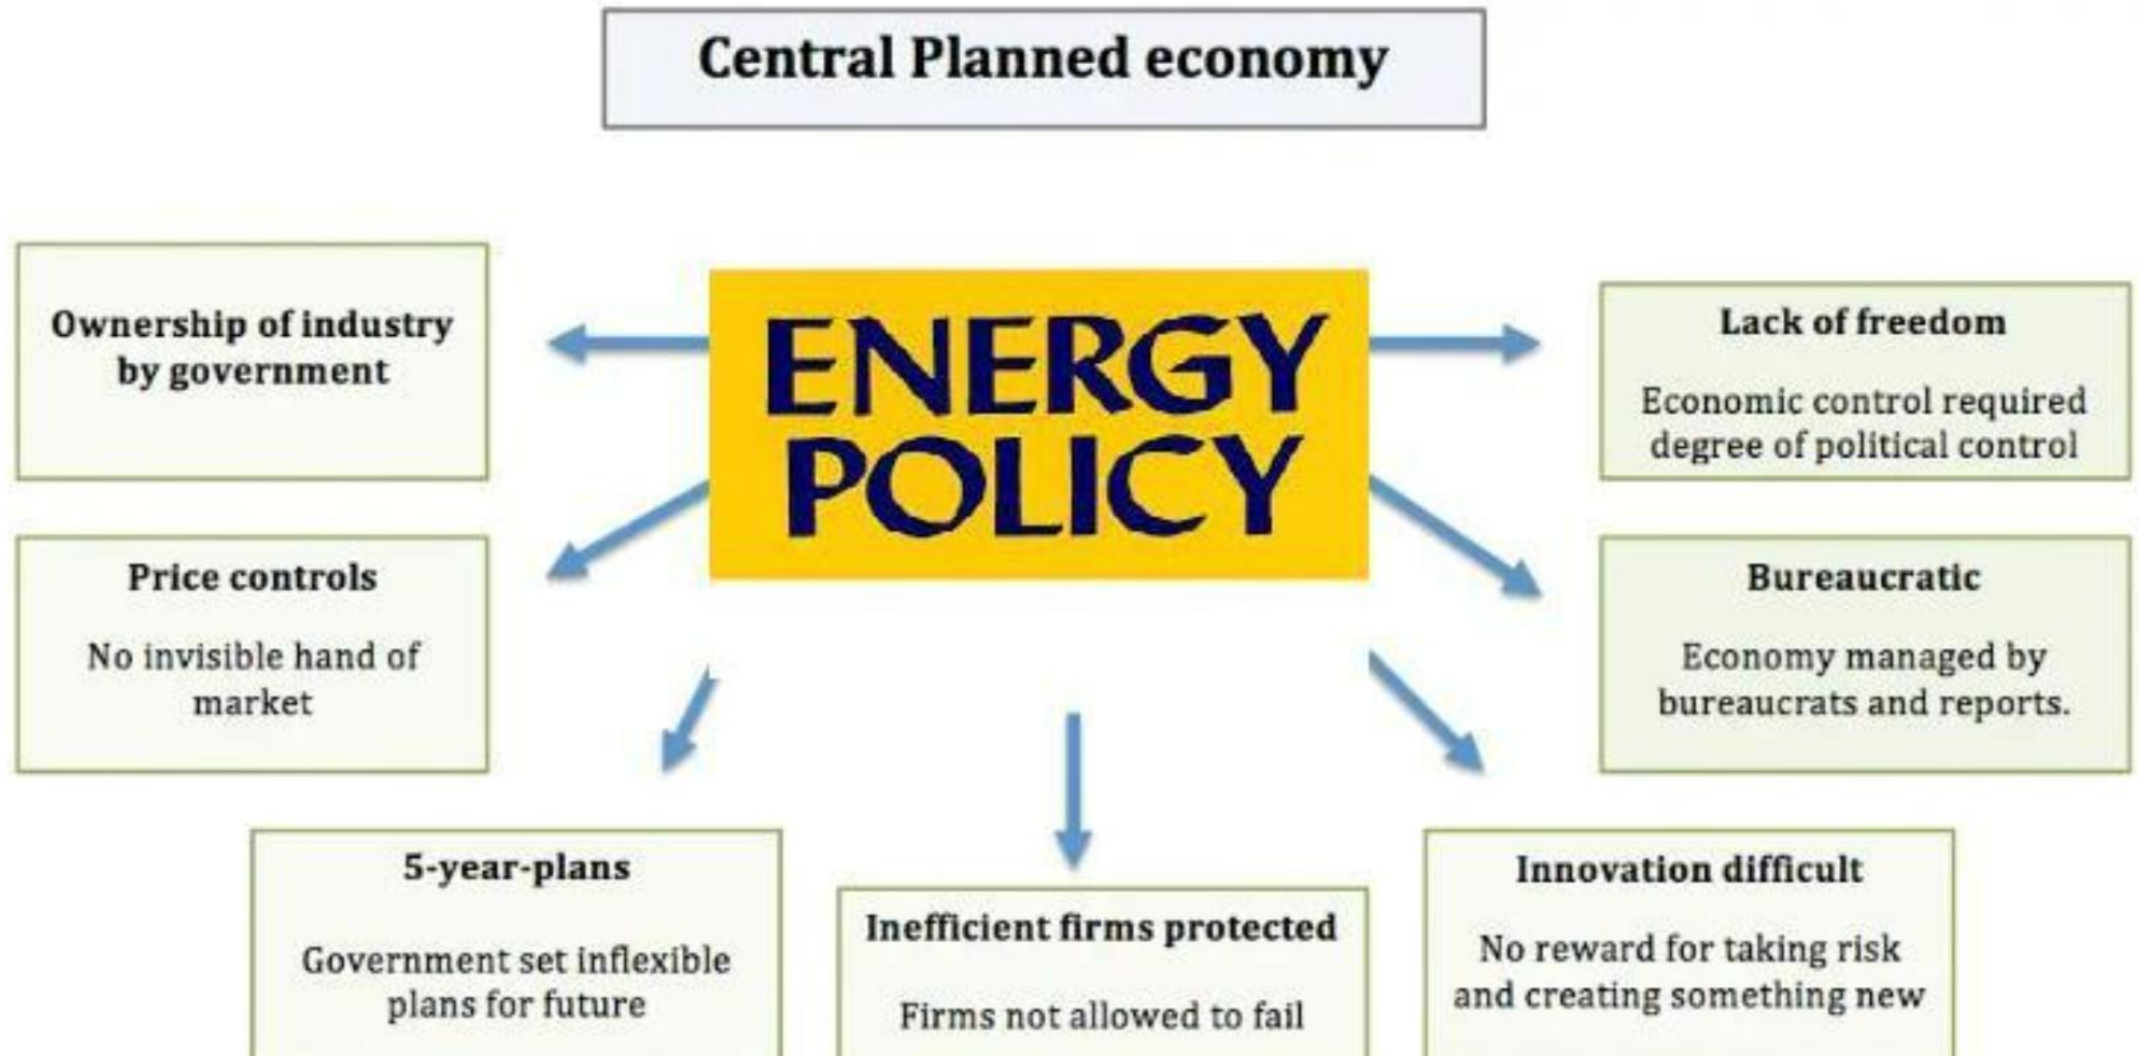 Central Planned economy
Ownership of industry
by government
ENERGY
POLICY
Lack of freedom
Economic control required
degree of political control
Price controls
No invisible hand of
market
Bureaucratic
Economy managed by
bureaucrats and reports.
5-year-plans
Government set inflexible
plans for future
Inefficient firms protected
Firms not allowed to fail
Innovation difficult
No reward for taking risk
and creating something new